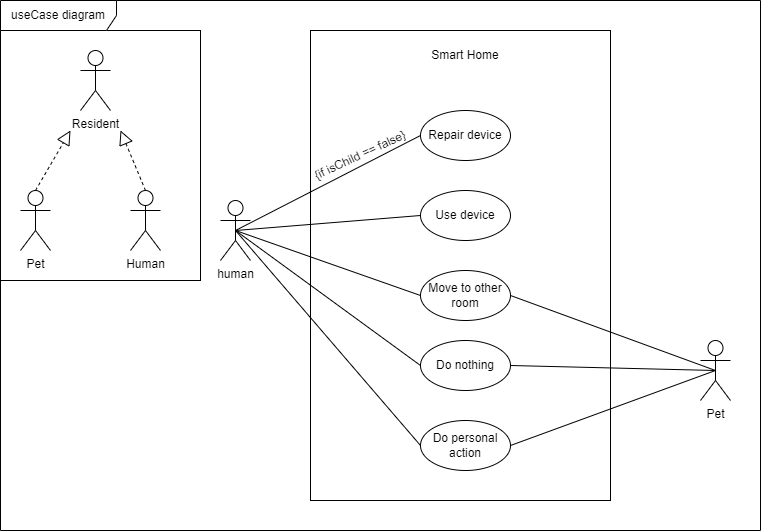 useCase diagram
Resident
Pet
Human
human
Smart Home
{if isChild == false}
Repair device
Use device
Move to other
room
Do nothing
Do personal
action
Pet